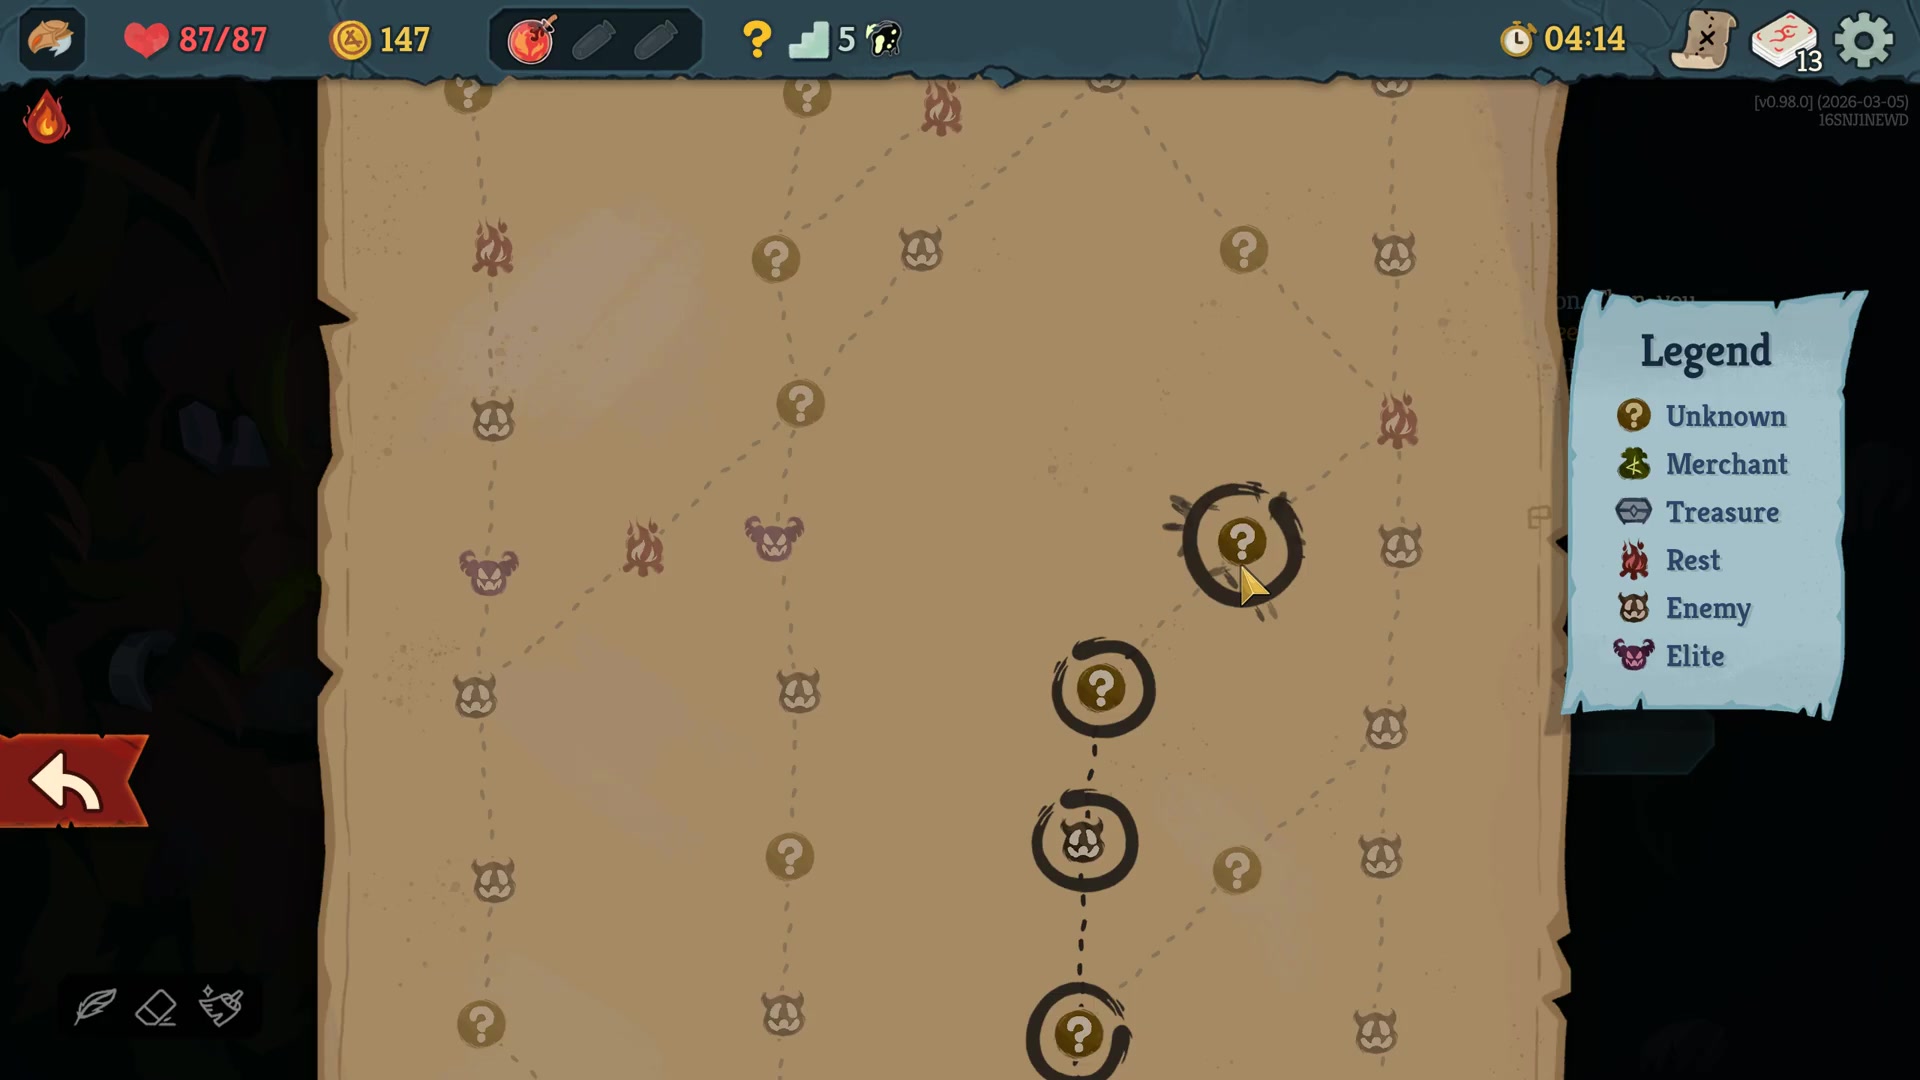 87/87
147
5
04:14
13
[v0.98.0] (2026-03-05)
16SNJ1NEWD
Legend
Unknown
Merchant
Treasure
Rest
Enemy
Elite